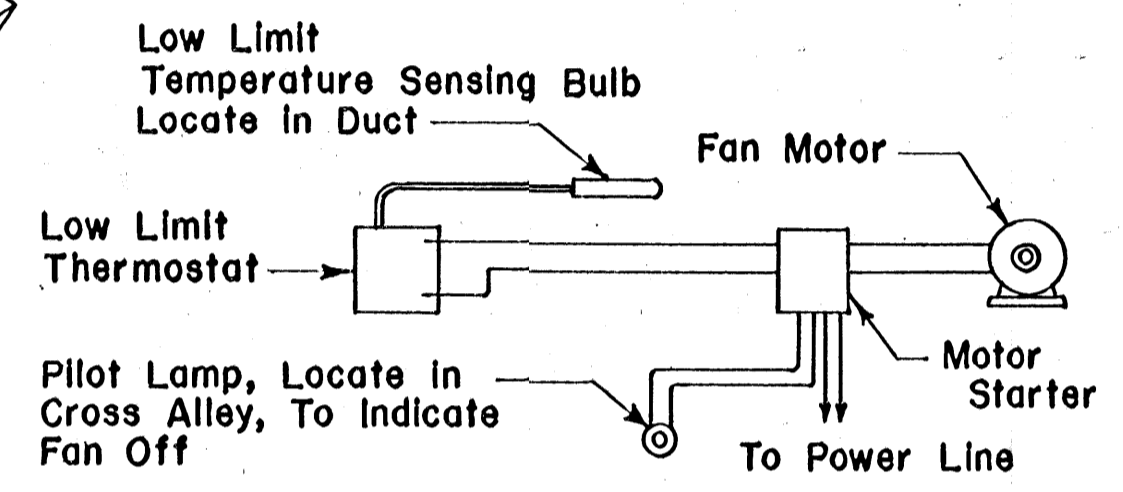 Low Limit
Temperature Sensing Bulb
Locate in Duct
Fan Motor
Low Limit
Thermostat
Motor
Starter
Pilot Lamp, Locate in
Cross Alley, To Indicate
Fan Off
To Power Line